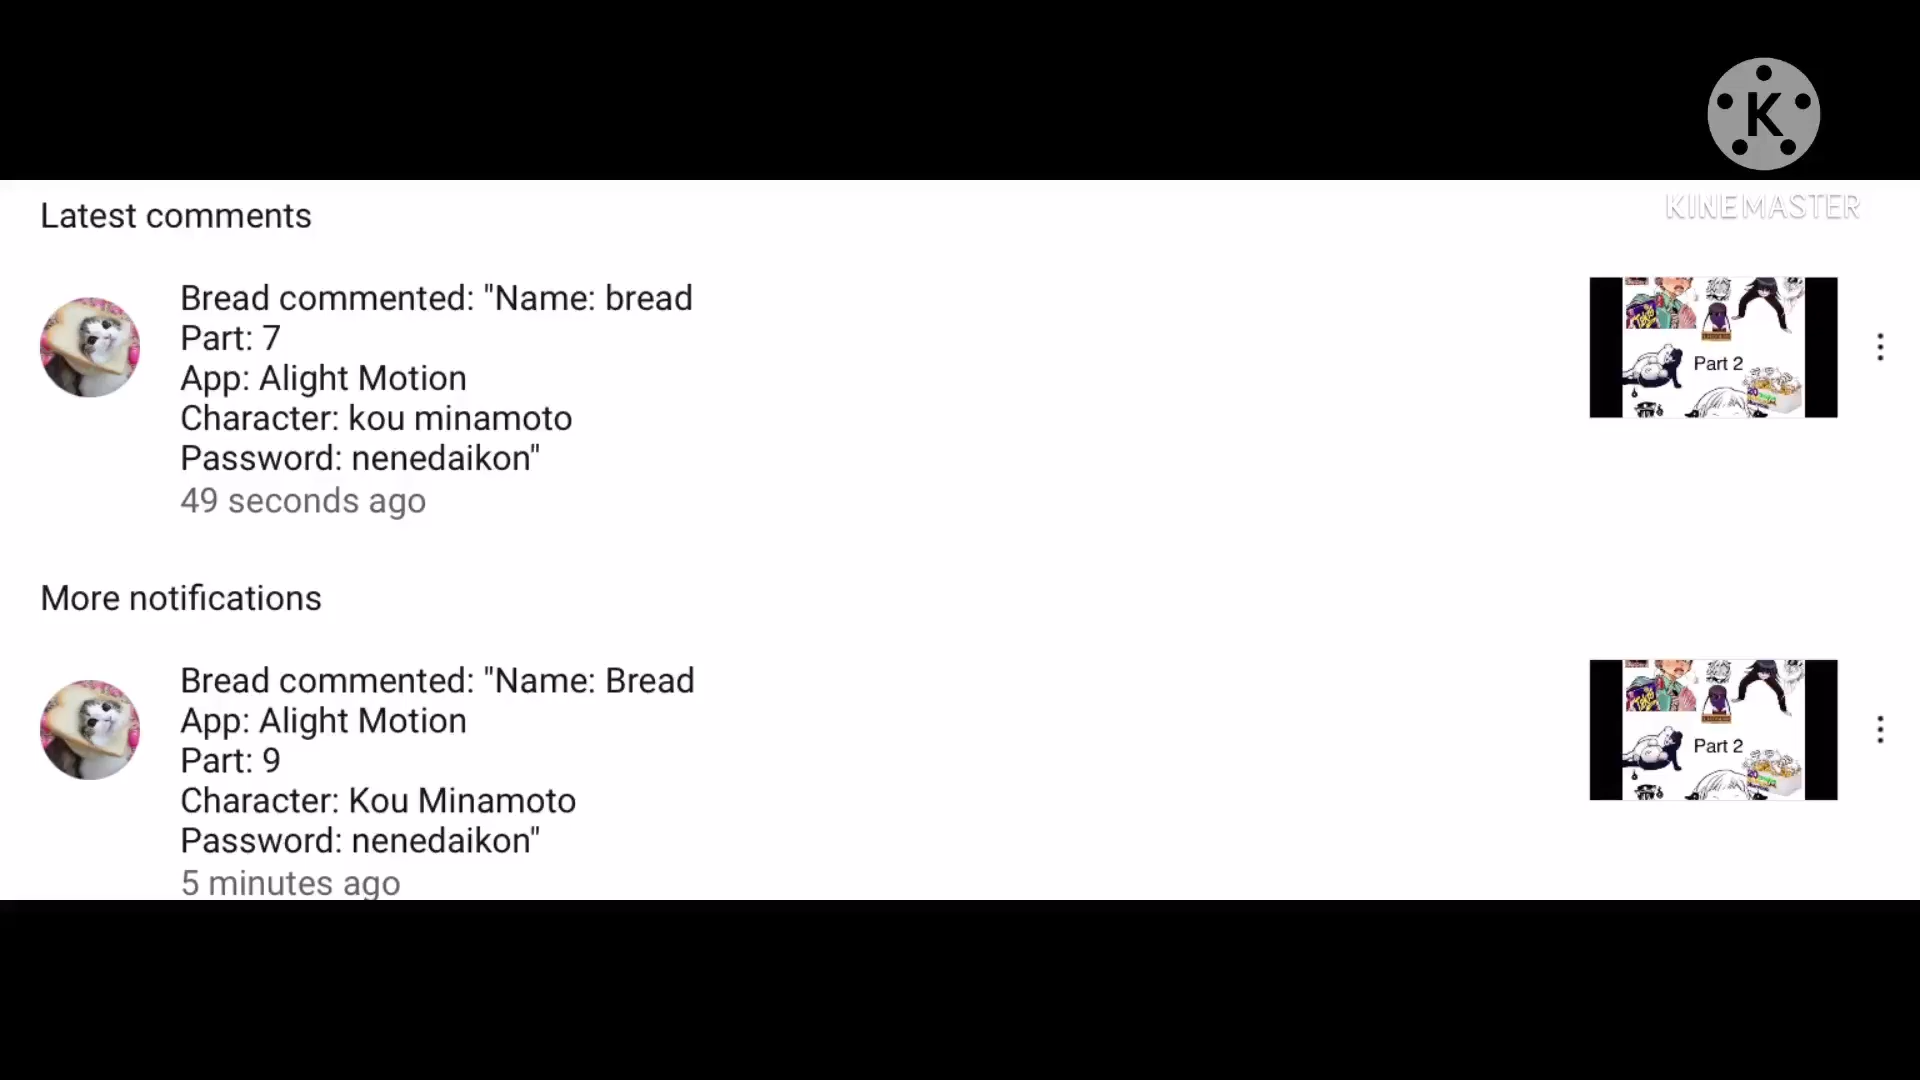 K
KINEMASTER
Latest comments
Bread commented: "Name: bread
Part: 7
App: Alight Motion
Character: kou minamoto
Password: nenedaikon"
49 seconds ago
Part 2
More notifications
Bread commented: "Name: Bread
App: Alight Motion
Part: 9
Character: Kou Minamoto
Password: nenedaikon"
5 minutes ago
Part 2